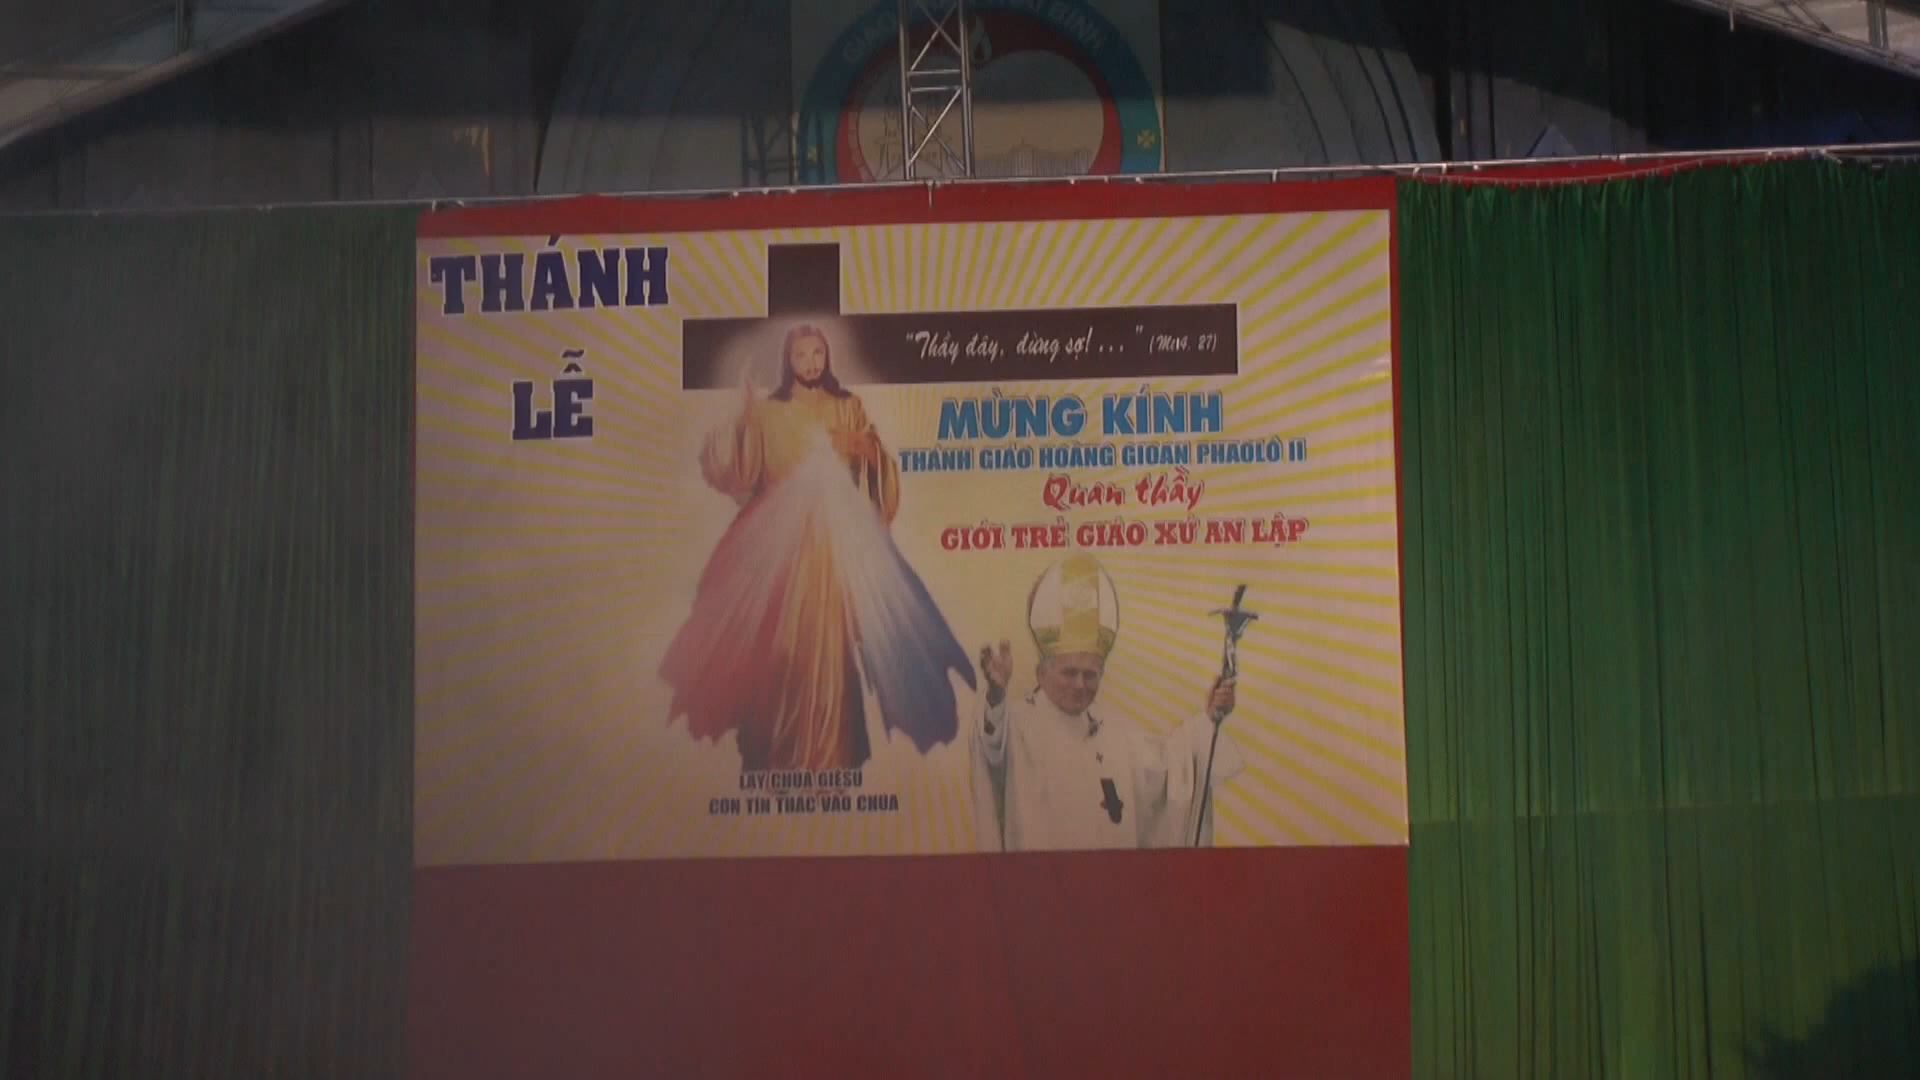 THÁNH
LỄ
"Thầy đây, đừng sợ!..." (Mt14, 27)
MỪNG KÍNH
THÁNH GIÁO HOÀNG GIOAN PHAOLÔ II
Quan thầy
GIỚI TRẺ GIÁO XỨ AN LẬP
LẠY CHÚA GIÊSU
CON TÍN THÁC VÀO CHÚA